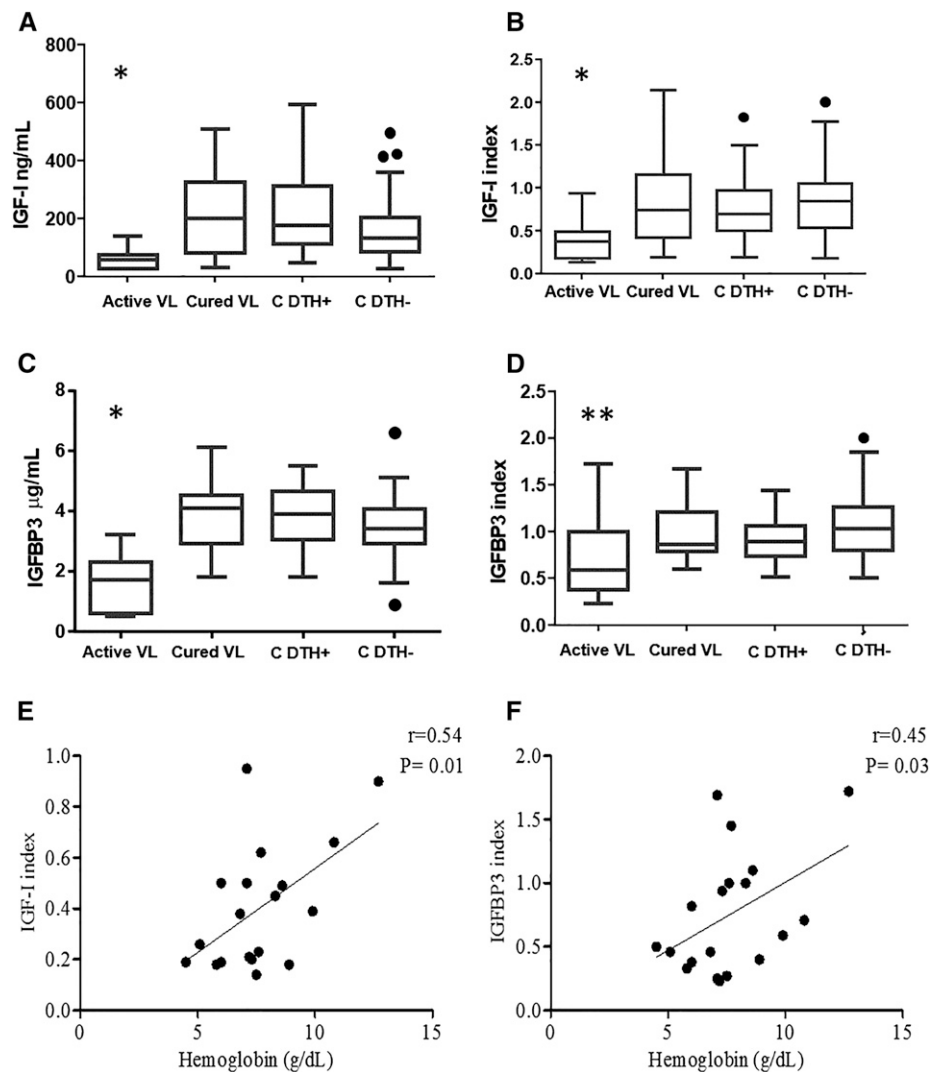 A
IGF-I ng/mL
800
600
400
200
0
*
Active VL Cured VL C DTH+ C DTH-
B
IGF-I index
2.5
2.0
1.5
1.0
0.5
0.0
*
Active VL Cured VL C DTH+ C DTH-
C
IGFBP3 μg/mL
8
6
4
2
0
*
Active VL Cured VL C DTH+ C DTH-
D
IGFBP3 index
2.5
2.0
1.5
1.0
0.5
0.0
**
Active VL Cured VL C DTH+ C DTH-
E
r=0.54
P= 0.01
IGF-I index
1.0
0.8
0.6
0.4
0.2
0.0
0 5 10 15
Hemoglobin (g/dL)
F
r=0.45
P= 0.03
IGFBP3 index
2.0
1.5
1.0
0.5
0.0
0 5 10 15
Hemoglobin (g/dL)